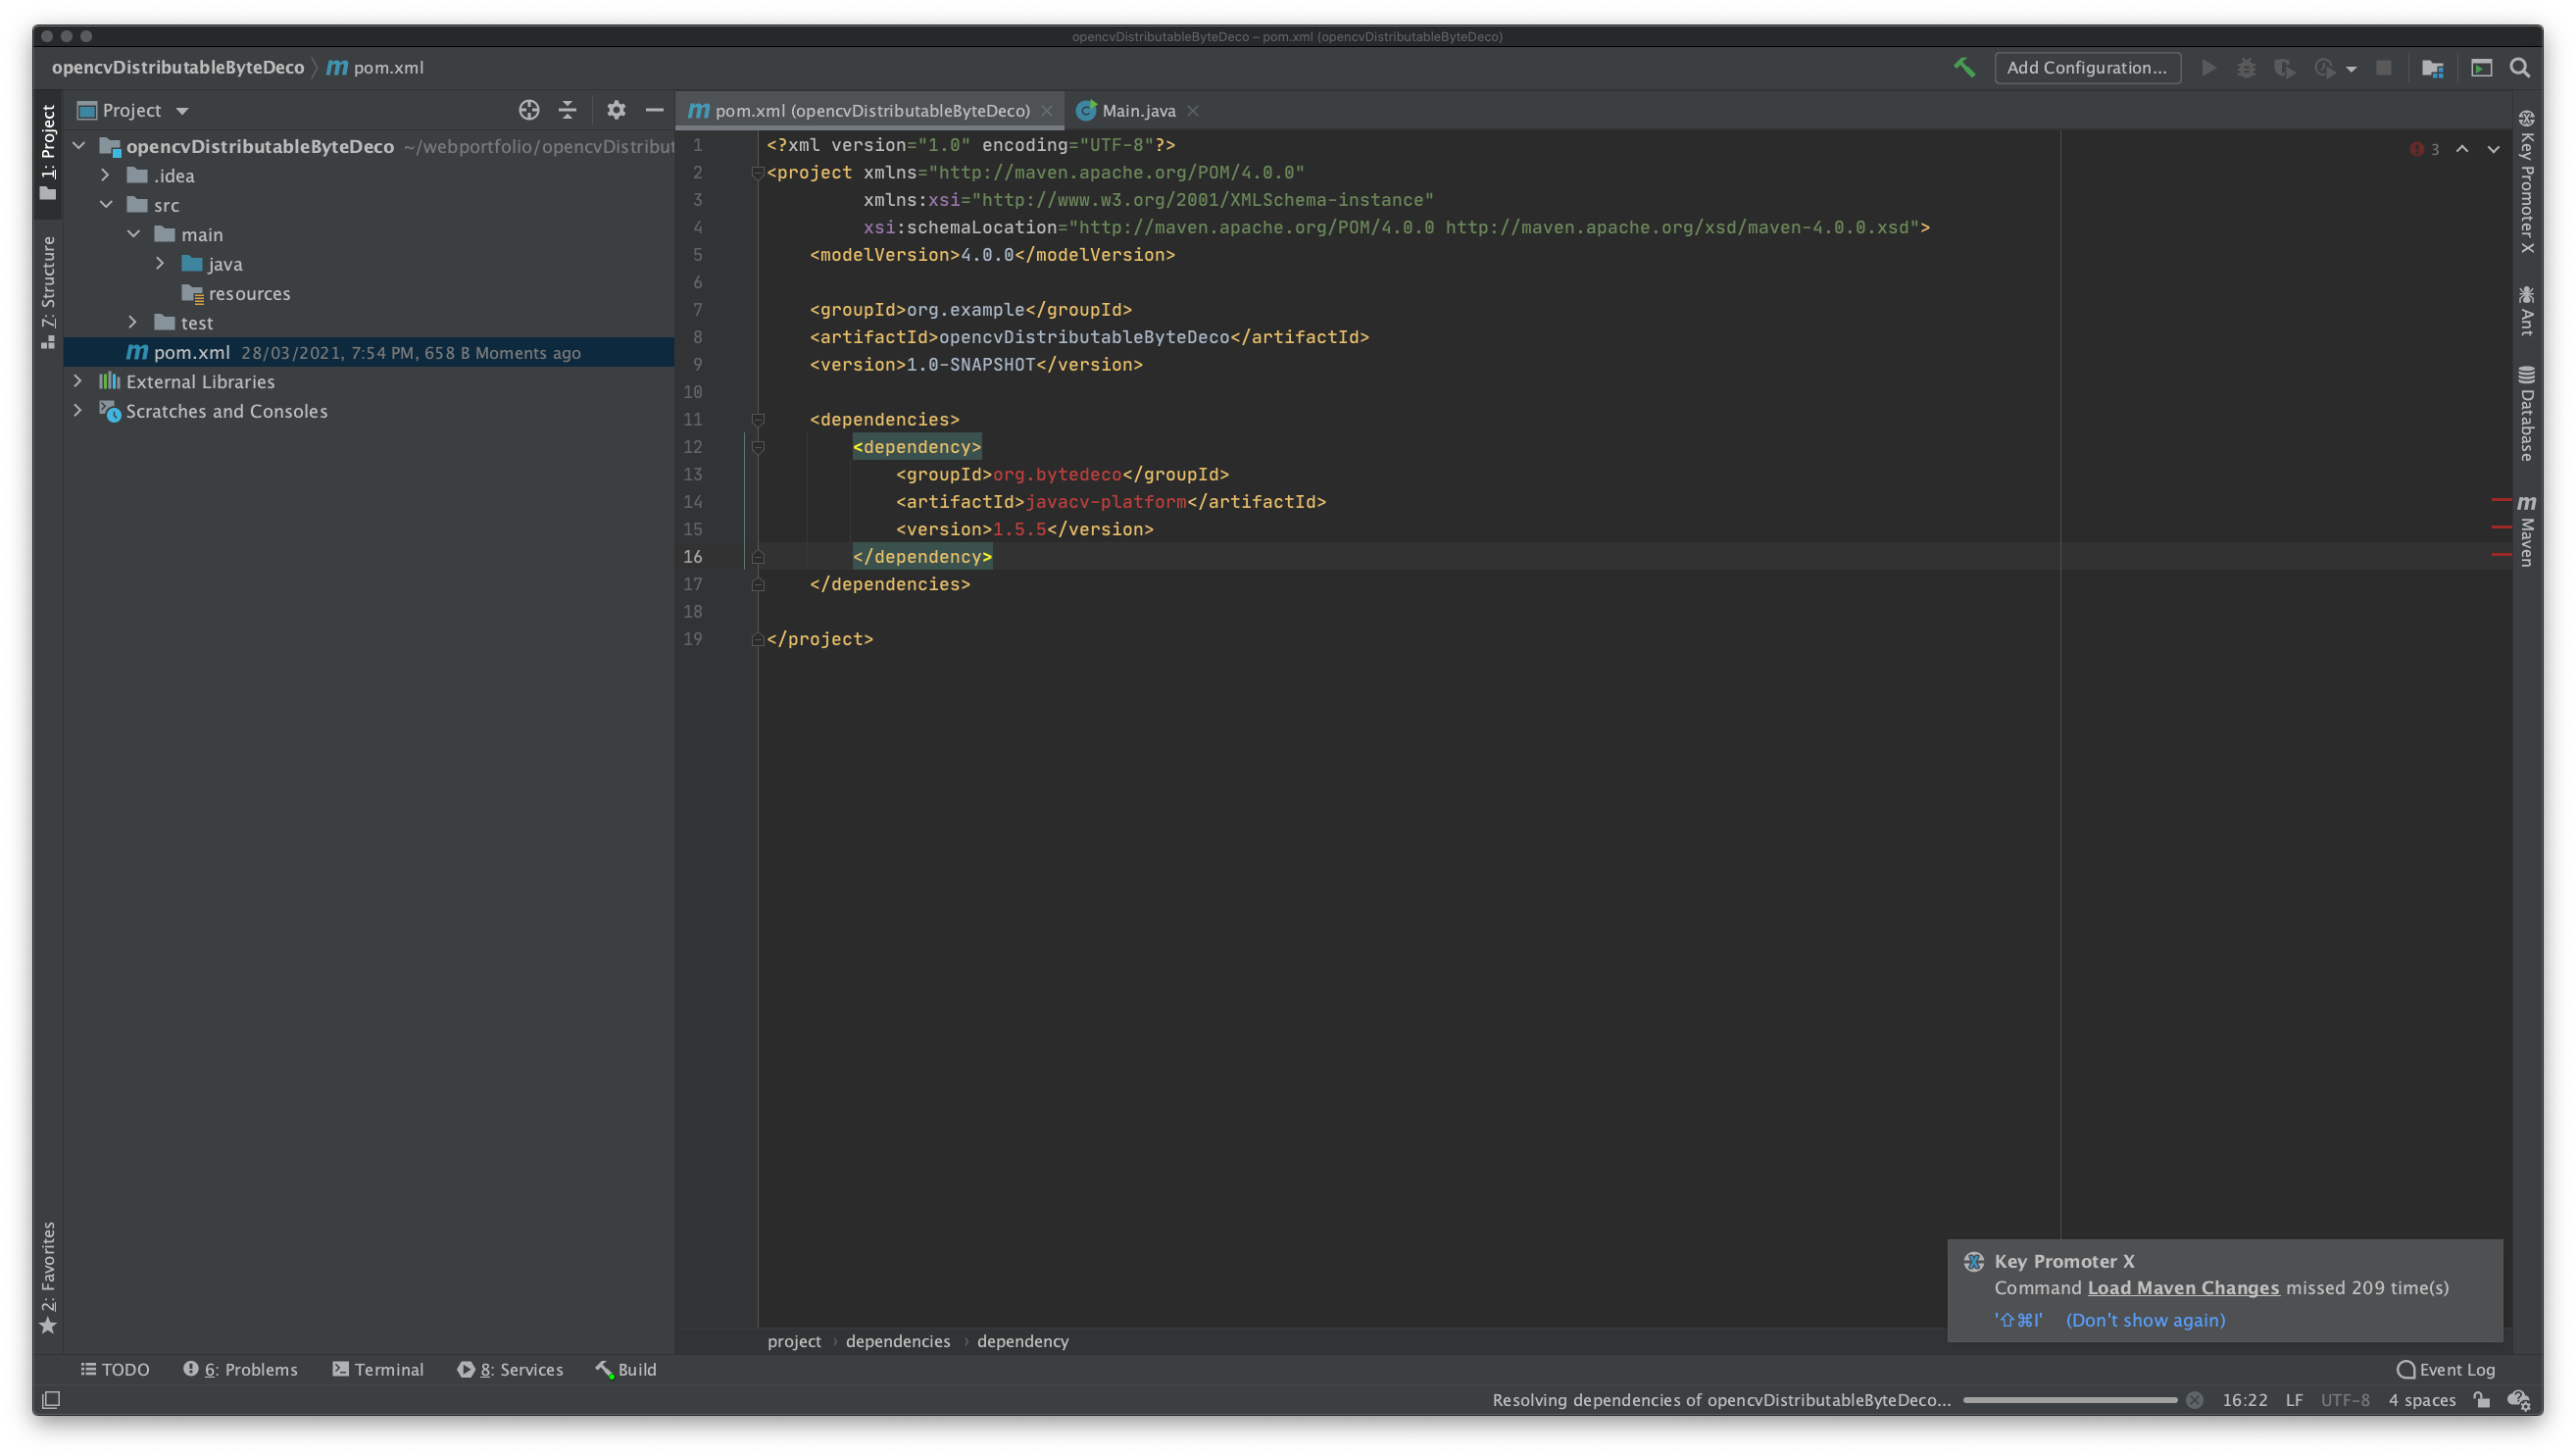 opencvDistributableByteDeco – pom.xml (opencvDistributableByteDeco)
opencvDistributableByteDeco
pom.xml
Add Configuration...
1: Project
Z: Structure
2: Favorites
Project
opencvDistributableByteDeco ~/webportfolio/opencvDistribut
.idea
src
main
java
resources
test
pom.xml 28/03/2021, 7:54 PM, 658 B Moments ago
External Libraries
Scratches and Consoles
pom.xml (opencvDistributableByteDeco)
Main.java
3
1 <?xml version="1.0" encoding="UTF-8"?>
2 <project xmlns="http://maven.apache.org/POM/4.0.0"
3 xmlns:xsi="http://www.w3.org/2001/XMLSchema-instance"
4 xsi:schemaLocation="http://maven.apache.org/POM/4.0.0 http://maven.apache.org/xsd/maven-4.0.0.xsd">
5 <modelVersion>4.0.0</modelVersion>
6
7 <groupId>org.example</groupId>
8 <artifactId>opencvDistributableByteDeco</artifactId>
9 <version>1.0-SNAPSHOT</version>
10
11 <dependencies>
12 <dependency>
13 <groupId>org.bytedeco</groupId>
14 <artifactId>javacv-platform</artifactId>
15 <version>1.5.5</version>
16 </dependency>
17 </dependencies>
18
19 </project>
Key Promoter X
Ant
Database
Maven
Key Promoter X
Command Load Maven Changes missed 209 time(s)
'⇧⌘I' (Don't show again)
project › dependencies › dependency
TODO
6: Problems
Terminal
8: Services
Build
Event Log
Resolving dependencies of opencvDistributableByteDeco...
16:22 LF UTF-8 4 spaces